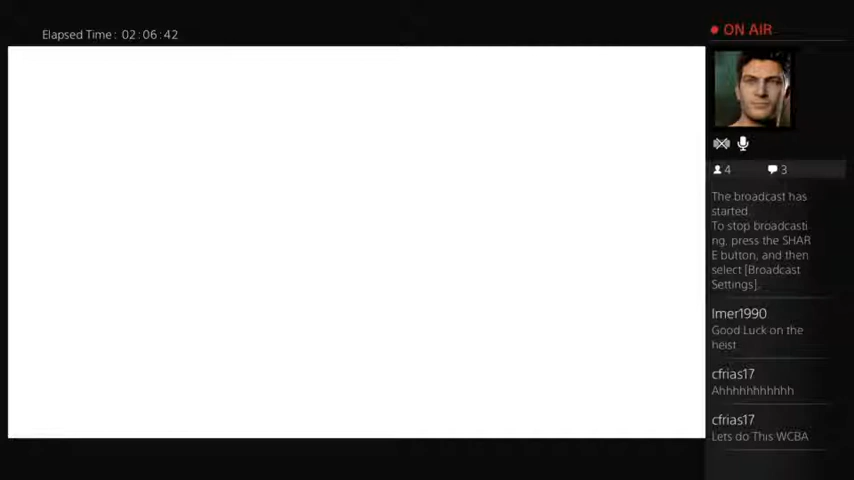 Elapsed Time : 02:06:42
ON AIR
4 3
The broadcast has
started.
To stop broadcasti
ng, press the SHAR
E button, and then
select [Broadcast
Settings].
Imer1990
Good Luck on the
heist
cfrias17
Ahhhhhhhhhhh
cfrias17
Lets do This WCBA